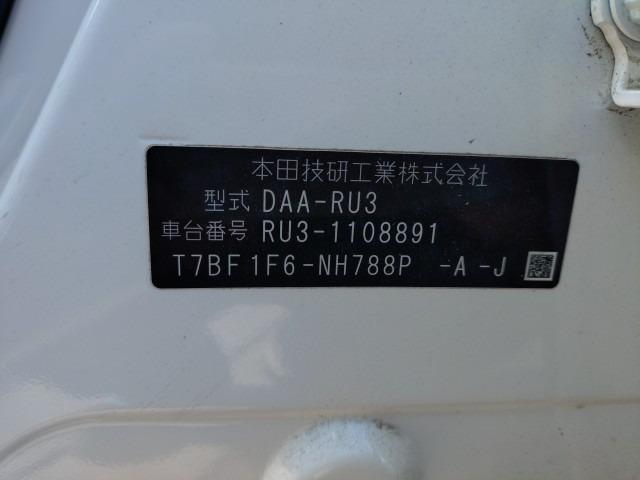 本田技研工業株式会社
型式 DAA-RU3
車台番号 RU3-1108891
T7BF1F6-NH788P -A-J